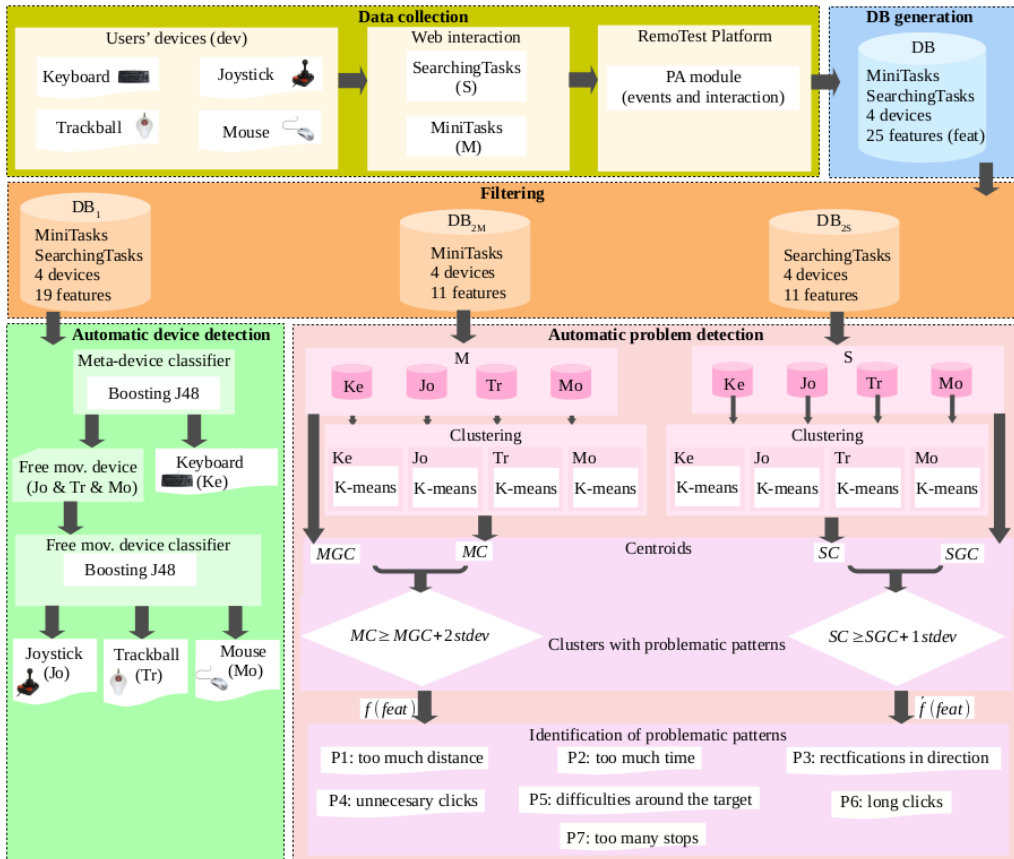 Data collection
DB generation
Users' devices (dev)
Keyboard
Joystick
Trackball
Mouse
Web interaction
SearchingTasks
(S)
MiniTasks
(M)
RemoTest Platform
PA module
(events and interaction)
DB
MiniTasks
SearchingTasks
4 devices
25 features (feat)
Filtering
DB1
MiniTasks
SearchingTasks
4 devices
19 features
DB2M
MiniTasks
4 devices
11 features
DB2S
SearchingTasks
4 devices
11 features
Automatic device detection
Meta-device classifier
Boosting J48
Free mov. device
(Jo & Tr & Mo)
Keyboard
(Ke)
Free mov. device classifier
Boosting J48
Joystick
(Jo)
Trackball
(Tr)
Mouse
(Mo)
Automatic problem detection
M
Ke
Jo
Tr
Mo
Clustering
Ke
Jo
Tr
Mo
K-means
K-means
K-means
K-means
S
Ke
Jo
Tr
Mo
Clustering
Ke
Jo
Tr
Mo
K-means
K-means
K-means
K-means
MGC
MC
Centroids
SC
SGC
MC ≥ MGC + 2 stdev
Clusters with problematic patterns
SC ≥ SGC + 1 stdev
f (feat)
f́ (feat)
Identification of problematic patterns
P1: too much distance
P2: too much time
P3: rectfications in direction
P4: unnecesary clicks
P5: difficulties around the target
P6: long clicks
P7: too many stops